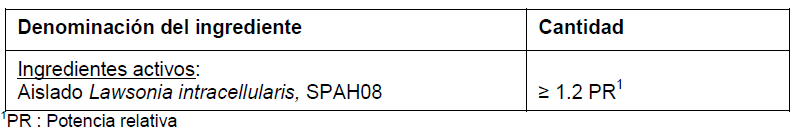 Denominación del ingrediente Cantidad
Ingredientes activos:
Aislado Lawsonia intracellularis, SPAH08 ≥ 1.2 PR¹
¹PR : Potencia relativa